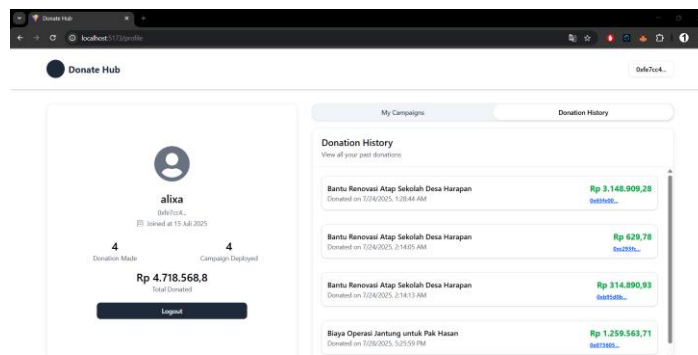 Donate Hub
localhost:5173/profile
Donate Hub
0xfe7cc4...
My Campaigns
Donation History
alixa
0xfe7cc4...
Joined at 15 Juli 2025
4
Donation Made
4
Campaign Deployed
Rp 4.718.568,8
Total Donated
Logout
Donation History
View all your past donations
Bantu Renovasi Atap Sekolah Desa Harapan
Donated on 7/24/2025, 1:28:44 AM
Rp 3.148.909,28
Bantu Renovasi Atap Sekolah Desa Harapan
Donated on 7/24/2025, 2:14:05 AM
Rp 629,78
Bantu Renovasi Atap Sekolah Desa Harapan
Donated on 7/24/2025, 2:14:13 AM
Rp 314.890,93
Biaya Operasi Jantung untuk Pak Hasan
Donated on 7/28/2025, 5:25:59 PM
Rp 1.259.563,71